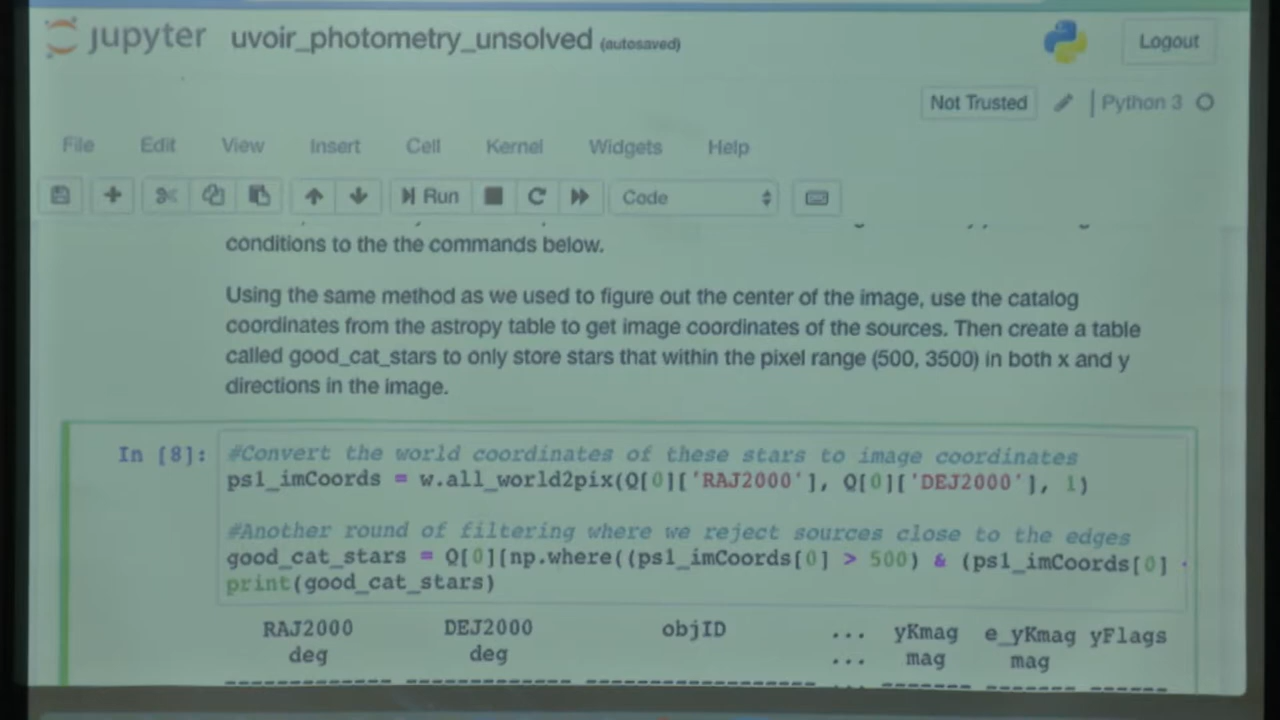 jupyter uvoir_photometry_unsolved (autosaved)
Logout
Not Trusted
Python 3
File Edit View Insert Cell Kernel Widgets Help
Run
Code
conditions to the the commands below.
Using the same method as we used to figure out the center of the image, use the catalog
coordinates from the astropy table to get image coordinates of the sources. Then create a table
called good_cat_stars to only store stars that within the pixel range (500, 3500) in both x and y
directions in the image.
In [8]:
#Convert the world coordinates of these stars to image coordinates
ps1_imCoords = w.all_world2pix(Q[0]['RAJ2000'], Q[0]['DEJ2000'], 1)
#Another round of filtering where we reject sources close to the edges
good_cat_stars = Q[0][np.where((ps1_imCoords[0] > 500) & (ps1_imCoords[0]
print(good_cat_stars)
RAJ2000 DEJ2000 objID ... yKmag e_yKmag yFlags
deg deg ... mag mag
------------- ------------- ------------------ ... ------- ------- ------